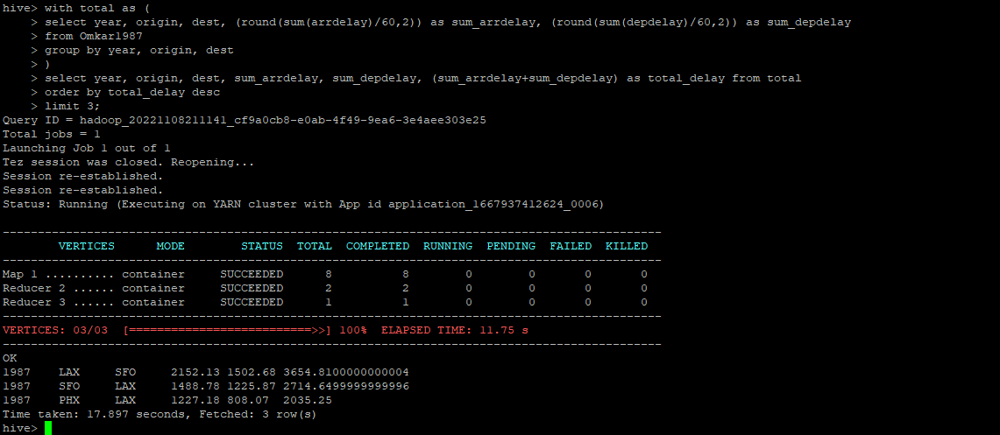 hive> with total as (
    > select year, origin, dest, (round(sum(arrdelay)/60,2)) as sum_arrdelay, (round(sum(depdelay)/60,2)) as sum_depdelay
    > from Omkar1987
    > group by year, origin, dest
    > )
    > select year, origin, dest, sum_arrdelay, sum_depdelay, (sum_arrdelay+sum_depdelay) as total_delay from total
    > order by total_delay desc
    > limit 3;
Query ID = hadoop_20221108211141_cf9a0cb8-e0ab-4f49-9ea6-3e4aee303e25
Total jobs = 1
Launching Job 1 out of 1
Tez session was closed. Reopening...
Session re-established.
Session re-established.
Status: Running (Executing on YARN cluster with App id application_1667937412624_0006)
----------------------------------------------------------------------------------------------
        VERTICES      MODE        STATUS  TOTAL  COMPLETED  RUNNING  PENDING  FAILED  KILLED
----------------------------------------------------------------------------------------------
Map 1 .......... container     SUCCEEDED      8          8        0        0       0       0
Reducer 2 ...... container     SUCCEEDED      2          2        0        0       0       0
Reducer 3 ...... container     SUCCEEDED      1          1        0        0       0       0
----------------------------------------------------------------------------------------------
VERTICES: 03/03  [==========================>>] 100%  ELAPSED TIME: 11.75 s
----------------------------------------------------------------------------------------------
OK
1987    LAX     SFO     2152.13 1502.68 3654.8100000000004
1987    SFO     LAX     1488.78 1225.87 2714.6499999999996
1987    PHX     LAX     1227.18 808.07  2035.25
Time taken: 17.897 seconds, Fetched: 3 row(s)
hive>